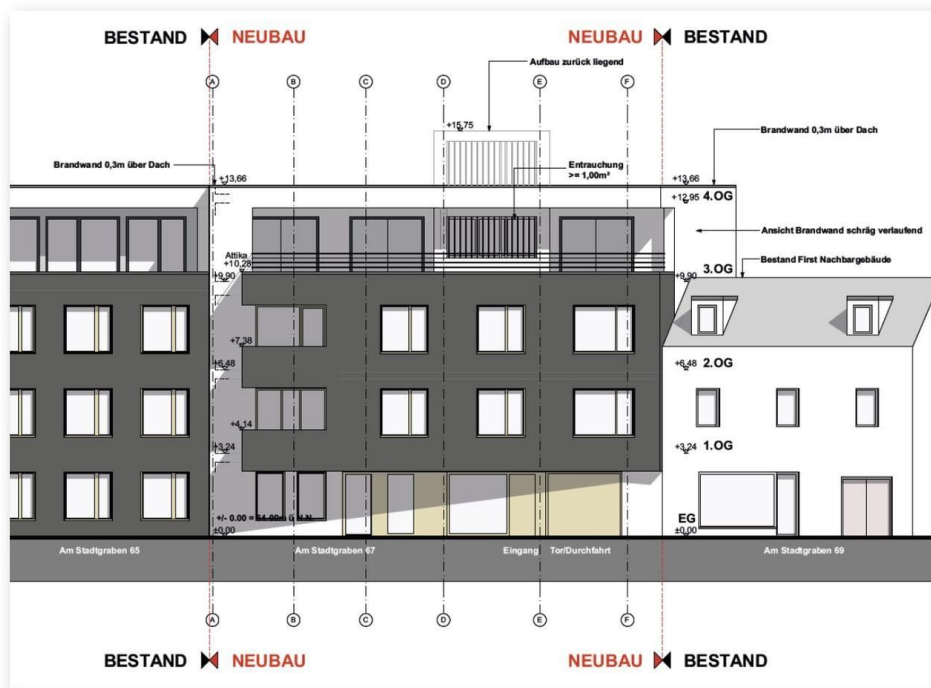 BESTAND NEUBAU NEUBAU BESTAND
Aufbau zurück liegend
A B C D E F
+15,75
Brandwand 0,3m über Dach
Brandwand 0,3m über Dach
Entrauchung
>= 1,00m²
+13,66
+13,66
+12,95 4.OG
Ansicht Brandwand schräg verlaufend
Attika
+10,28
3.OG
Bestand First Nachbargebäude
+9,90
+9,90
+7,38
+6,48
+6,48 2.OG
+4,14
+3,24
+3,24 1.OG
EG
±0,00
±0,00
Am Stadtgraben 65 Am Stadtgraben 67 Eingang Tor/Durchfahrt Am Stadtgraben 69
A B C D E F
BESTAND NEUBAU NEUBAU BESTAND